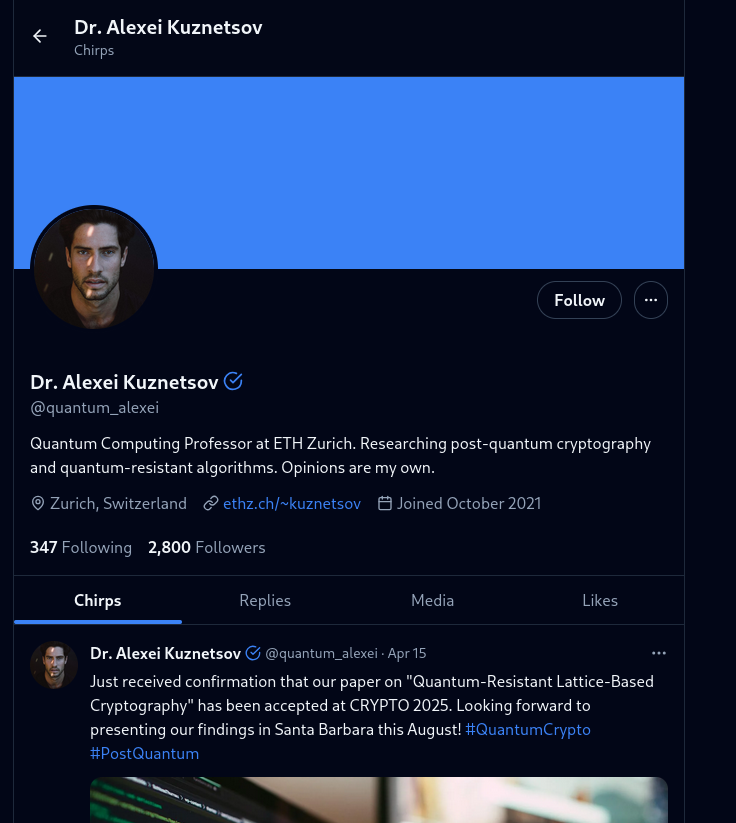 Dr. Alexei Kuznetsov
Chirps
Follow
Dr. Alexei Kuznetsov
@quantum_alexei
Quantum Computing Professor at ETH Zurich. Researching post-quantum cryptography
and quantum-resistant algorithms. Opinions are my own.
Zurich, Switzerland ethz.ch/~kuznetsov Joined October 2021
347 Following 2,800 Followers
Chirps Replies Media Likes
Dr. Alexei Kuznetsov @quantum_alexei · Apr 15
Just received confirmation that our paper on "Quantum-Resistant Lattice-Based
Cryptography" has been accepted at CRYPTO 2025. Looking forward to
presenting our findings in Santa Barbara this August! #QuantumCrypto
#PostQuantum